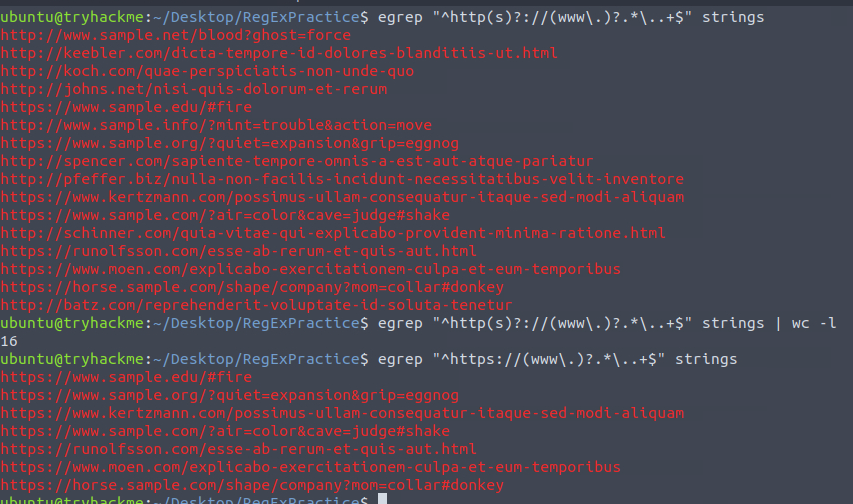 ubuntu@tryhackme:~/Desktop/RegExPractice$ egrep "^http(s)?://(www\.)?.*\..+$" strings
http://www.sample.net/blood?ghost=force
http://keebler.com/dicta-tempore-id-dolores-blanditiis-ut.html
http://koch.com/quae-perspiciatis-non-unde-quo
http://johns.net/nisi-quis-dolorum-et-rerum
https://www.sample.edu/#fire
http://www.sample.info/?mint=trouble&action=move
https://www.sample.org/?quiet=expansion&grip=eggnog
http://spencer.com/sapiente-tempore-omnis-a-est-aut-atque-pariatur
http://pfeffer.biz/nulla-non-facilis-incidunt-necessitatibus-velit-inventore
https://www.kertzmann.com/possimus-ullam-consequatur-itaque-sed-modi-aliquam
https://www.sample.com/?air=color&cave=judge#shake
http://schinner.com/quia-vitae-qui-explicabo-provident-minima-ratione.html
https://runolfsson.com/esse-ab-rerum-et-quis-aut.html
https://www.moen.com/explicabo-exercitationem-culpa-et-eum-temporibus
https://horse.sample.com/shape/company?mom=collar#donkey
http://batz.com/reprehenderit-voluptate-id-soluta-tenetur
ubuntu@tryhackme:~/Desktop/RegExPractice$ egrep "^http(s)?://(www\.)?.*\..+$" strings | wc -l
16
ubuntu@tryhackme:~/Desktop/RegExPractice$ egrep "^https://(www\.)?.*\..+$" strings
https://www.sample.edu/#fire
https://www.sample.org/?quiet=expansion&grip=eggnog
https://www.kertzmann.com/possimus-ullam-consequatur-itaque-sed-modi-aliquam
https://www.sample.com/?air=color&cave=judge#shake
https://runolfsson.com/esse-ab-rerum-et-quis-aut.html
https://www.moen.com/explicabo-exercitationem-culpa-et-eum-temporibus
https://horse.sample.com/shape/company?mom=collar#donkey
ubuntu@tryhackme:~/Desktop/RegExPractice$